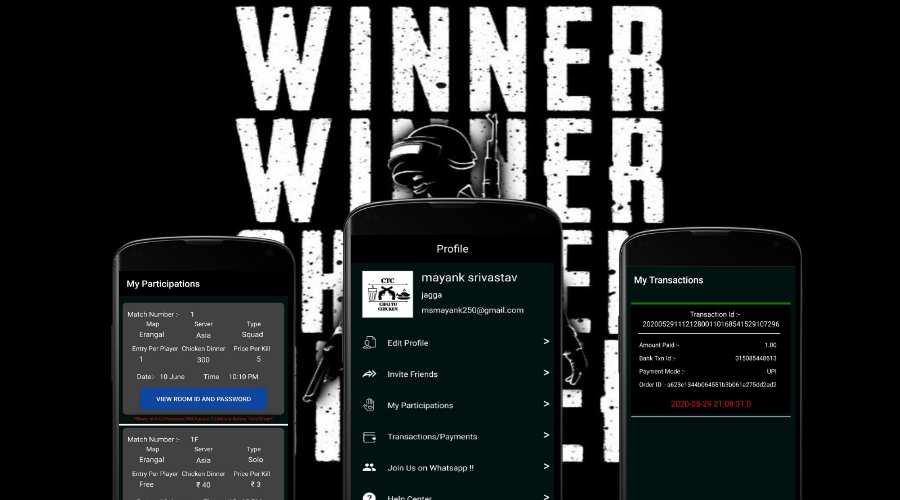 WINNER
WINNER
My Participations
Match Number :- 1
Map Server Type
Erangal Asia Squad
Entry Per Player Chicken Dinner Price Per Kill
1 300 5
Date:- 10 June Time 10:10 PM
VIEW ROOM ID AND PASSWORD
Match Number :- 1F
Map Server Type
Erangal Asia Solo
Entry Per Player Chicken Dinner Price Per Kill
Free ₹ 40 ₹ 3
Profile
CTC
CHAI TO
CHICKEN
mayank srivastav
jagga
msmayank250@gmail.com
Edit Profile >
Invite Friends >
My Participations >
Transactions/Payments >
Join Us on Whatsapp !! >
Help Center >
My Transactions
Transaction Id :-
20200529111212800110168541529107296
Amount Paid :- 1.00
Bank Txn Id :- 015085448613
Payment Mode :- UPI
Order ID :- a623e1344b064551b3b061a275dd2ad2
2020-05-29 21:08:31.0